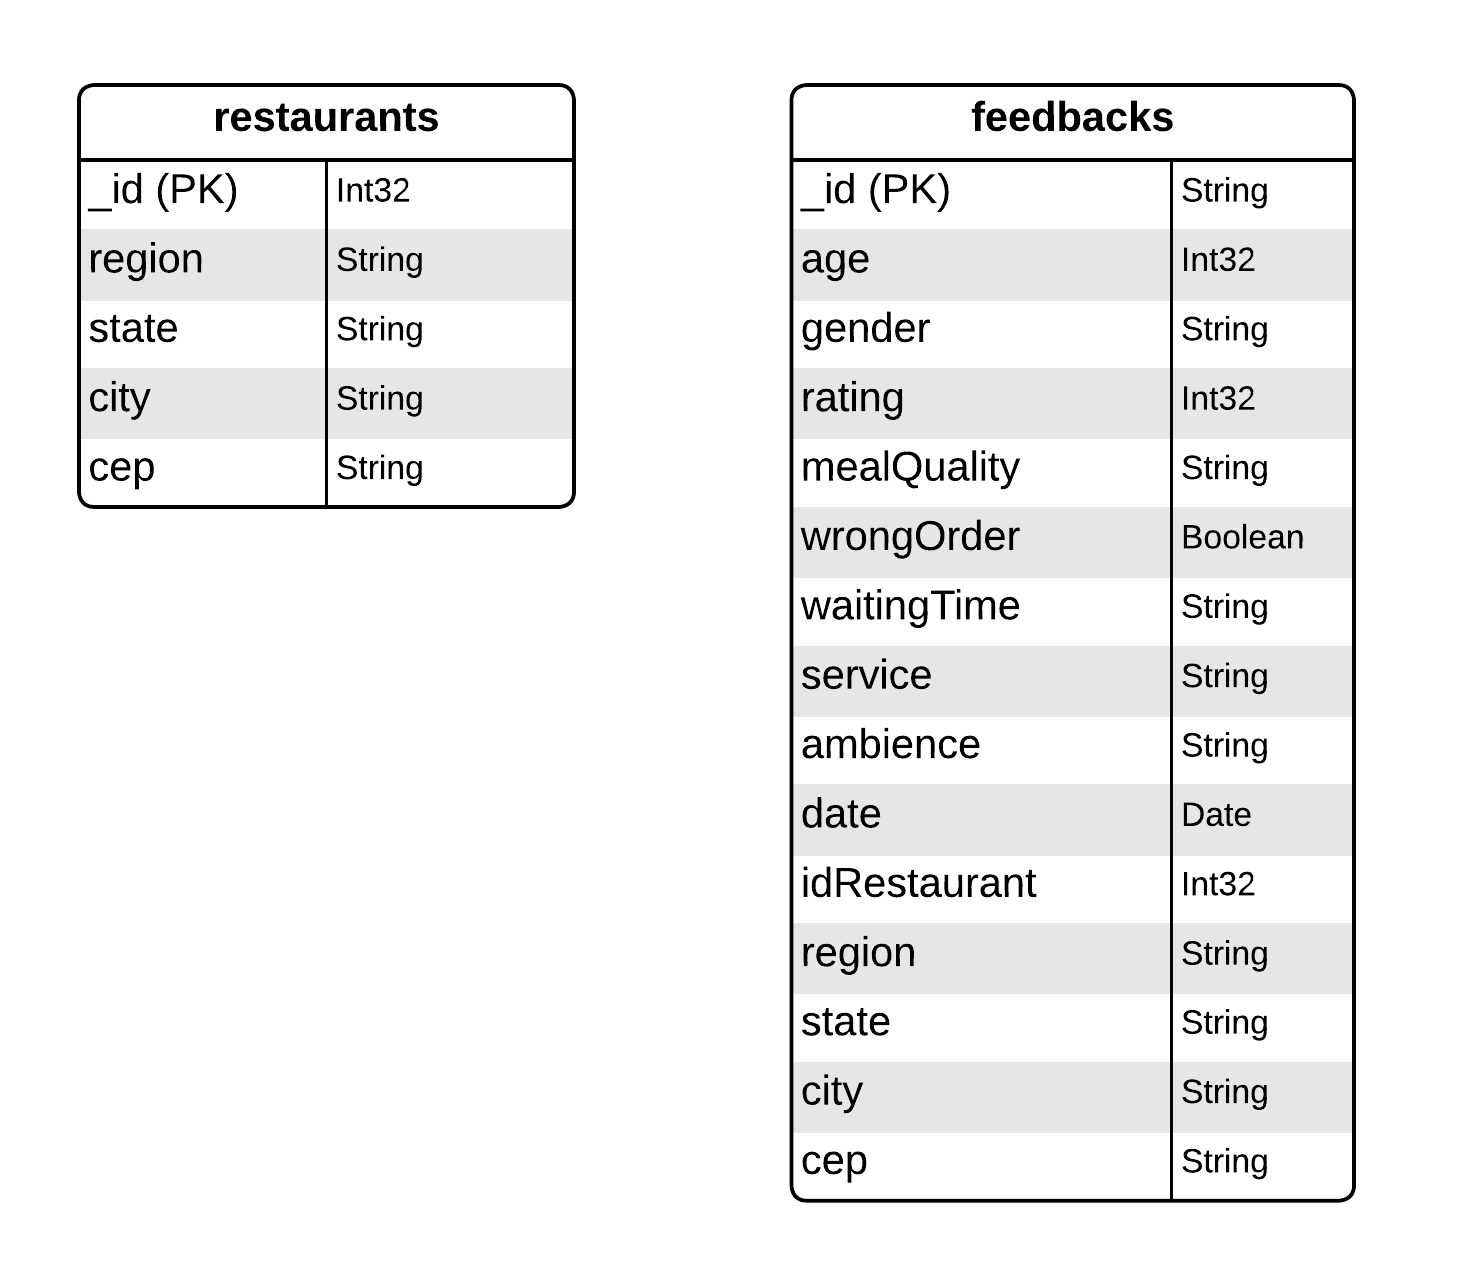 restaurants
_id (PK) Int32
region String
state String
city String
cep String
feedbacks
_id (PK) String
age Int32
gender String
rating Int32
mealQuality String
wrongOrder Boolean
waitingTime String
service String
ambience String
date Date
idRestaurant Int32
region String
state String
city String
cep String